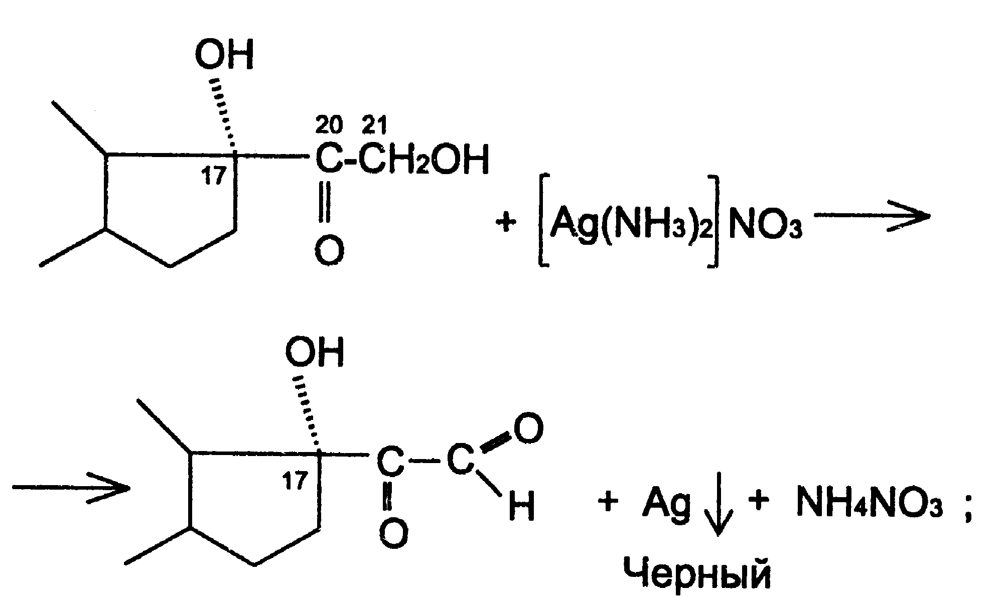 OH
20 21
C-CH₂OH
17
O
+ [Ag(NH₃)₂]NO₃
OH
O
C—C
17
H
O
+ Ag↓ + NH₄NO₃ ;
Черный